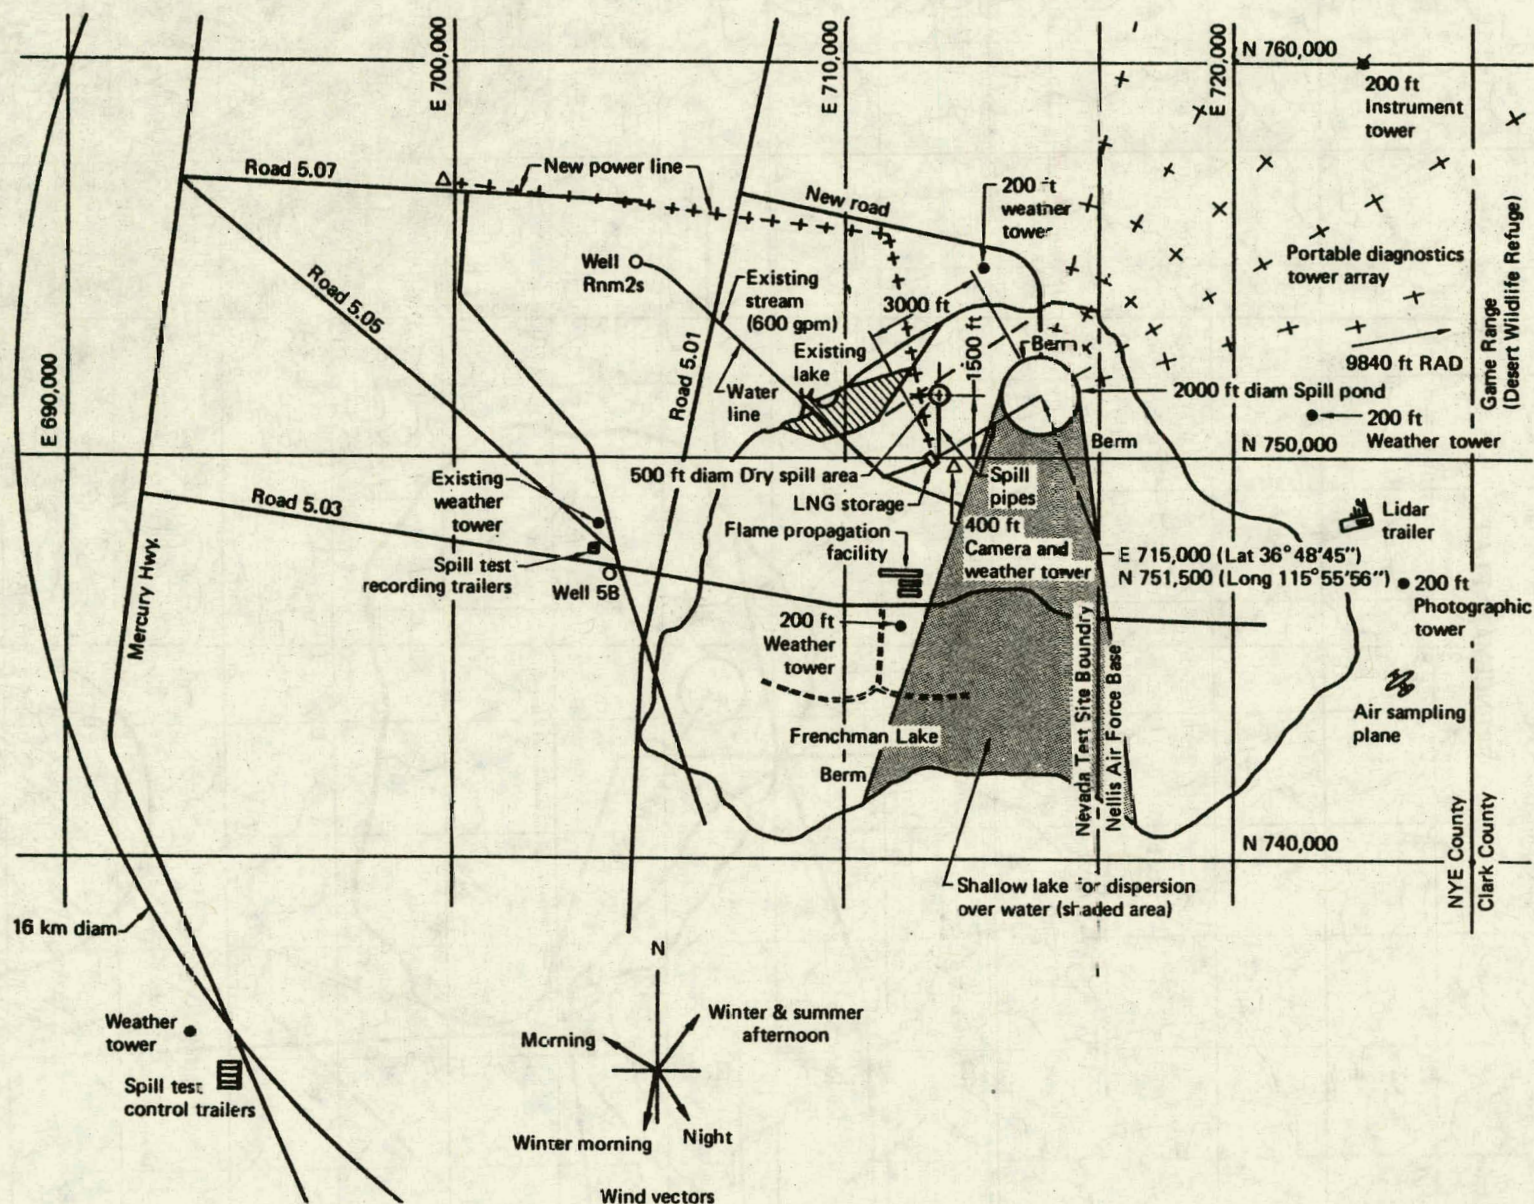 E 700,000
E 710,000
E 720,000
N 760,000
200 ft
Instrument
tower
Road 5.07
New power line
New road
200 ft
weather
tower
Game Range
(Desert Wildlife Refuge)
Well
Rnm2s
Existing
stream
(600 gpm)
3000 ft
1500 ft
Portable diagnostics
tower array
Road 5.05
Road 5.01
Existing
lake
Berm
9840 ft RAD
E 690,000
Water
line
2000 ft diam Spill pond
200 ft
Weather tower
Berm
N 750,000
Existing
weather
tower
500 ft diam Dry spill area
Spill
pipes
LNG storage
Road 5.03
Lidar
trailer
Flame propagation
facility
400 ft
Camera and
weather tower
E 715,000 (Lat 36°48'45")
N 751,500 (Long 115°55'56")
Spill test
recording trailers
Well 5B
200 ft
Photographic
tower
Mercury Hwy.
200 ft
Weather
tower
Nevada Test Site Boundry
Nellis Air Force Base
Air sampling
plane
Frenchman Lake
Berm
N 740,000
NYE County
Clark County
Shallow lake for dispersion
over water (shaded area)
16 km diam
N
Weather
tower
Morning
Winter & summer
afternoon
Spill test
control trailers
Winter morning
Night
Wind vectors